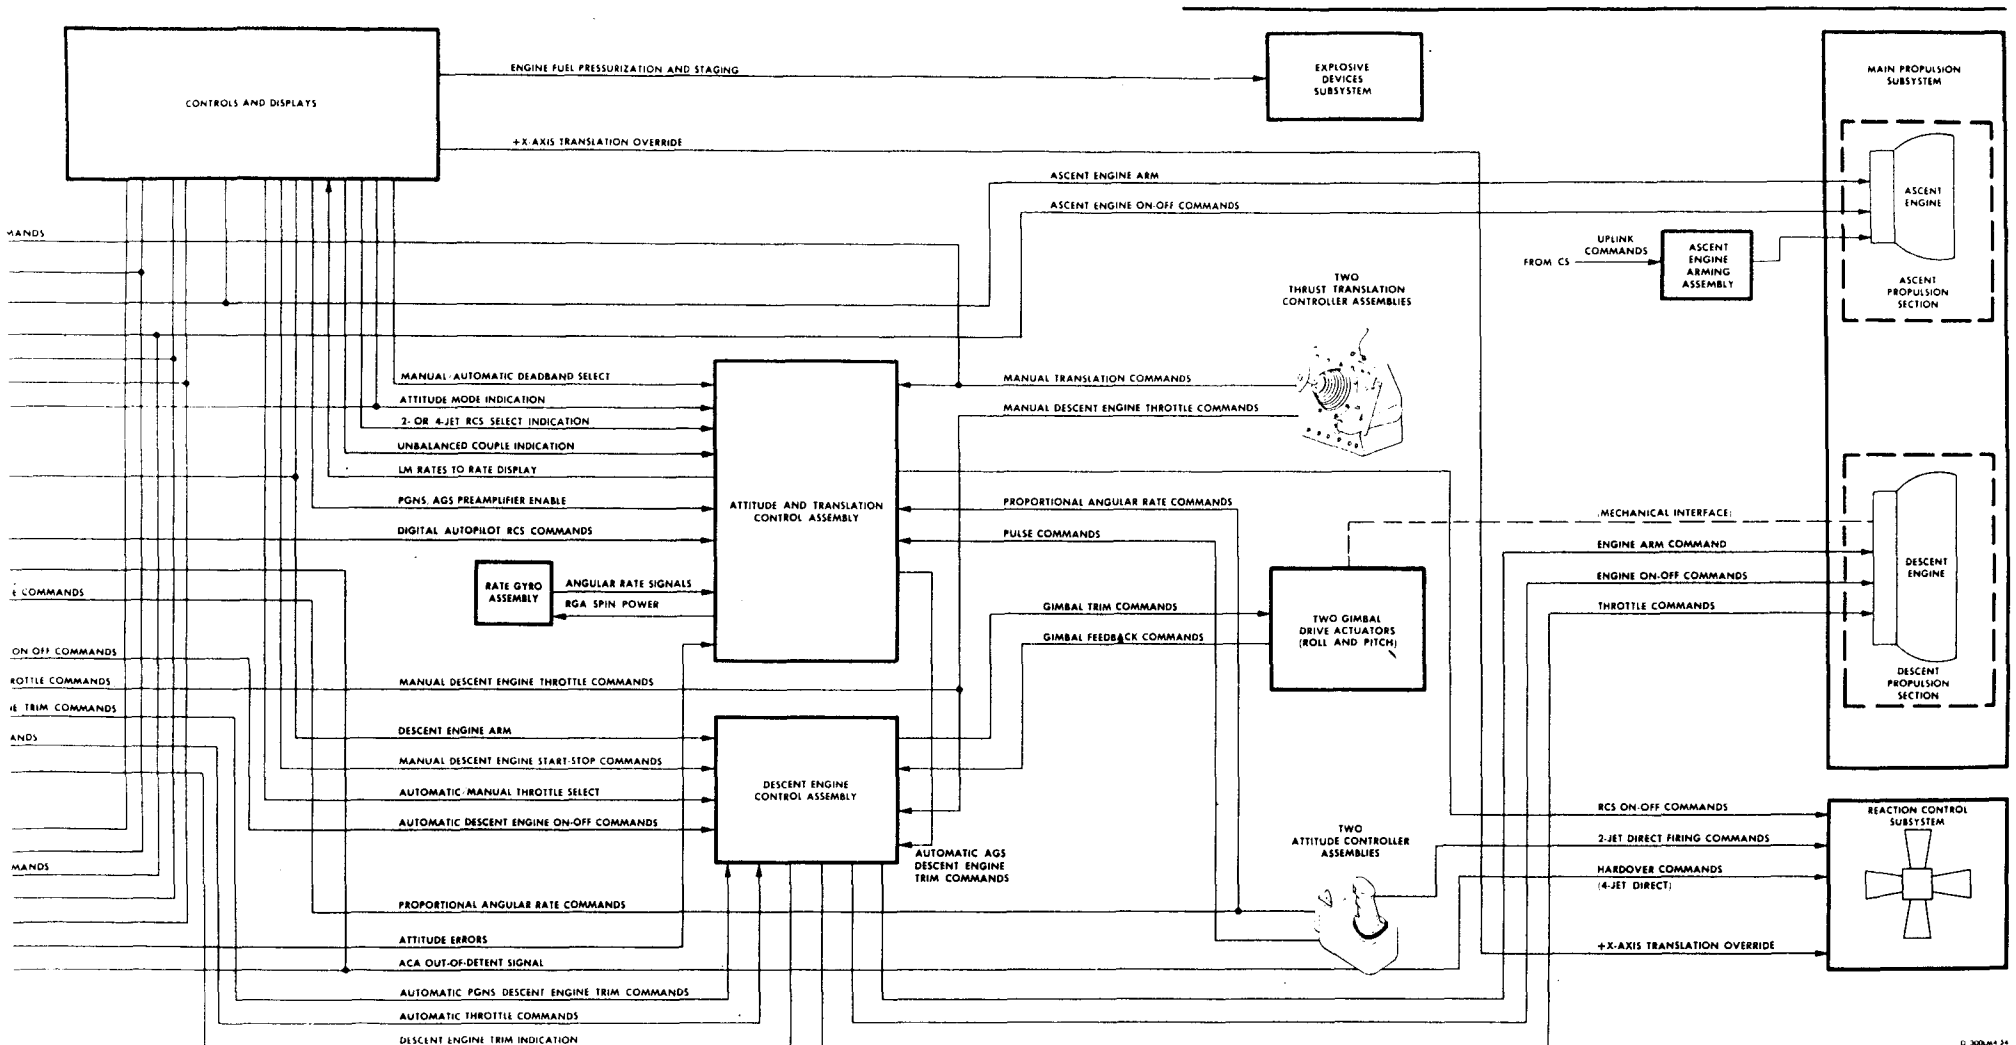 CONTROLS AND DISPLAYS
ENGINE FUEL PRESSURIZATION AND STAGING
+X-AXIS TRANSLATION OVERRIDE
EXPLOSIVE
DEVICES
SUBSYSTEM
MAIN PROPULSION
SUBSYSTEM
ASCENT ENGINE ARM
ASCENT ENGINE ON-OFF COMMANDS
ASCENT
ENGINE
ASCENT
PROPULSION
SECTION
UPLINK
COMMANDS
FROM CS
ASCENT
ENGINE
ARMING
ASSEMBLY
MANDS
TWO
THRUST TRANSLATION
CONTROLLER ASSEMBLIES
MANUAL/AUTOMATIC DEADBAND SELECT
ATTITUDE MODE INDICATION
2- OR 4-JET RCS SELECT INDICATION
UNBALANCED COUPLE INDICATION
LM RATES TO RATE DISPLAY
PGNS, AGS PREAMPLIFIER ENABLE
DIGITAL AUTOPILOT RCS COMMANDS
ATTITUDE AND TRANSLATION
CONTROL ASSEMBLY
MANUAL TRANSLATION COMMANDS
MANUAL DESCENT ENGINE THROTTLE COMMANDS
PROPORTIONAL ANGULAR RATE COMMANDS
PULSE COMMANDS
RATE GYRO
ASSEMBLY
ANGULAR RATE SIGNALS
RGA SPIN POWER
(MECHANICAL INTERFACE)
ENGINE ARM COMMAND
ENGINE ON-OFF COMMANDS
THROTTLE COMMANDS
DESCENT
ENGINE
DESCENT
PROPULSION
SECTION
GIMBAL TRIM COMMANDS
GIMBAL FEEDBACK COMMANDS
TWO GIMBAL
DRIVE ACTUATORS
(ROLL AND PITCH)
E COMMANDS
ON OFF COMMANDS
ROTTLE COMMANDS
E TRIM COMMANDS
ANDS
MANDS
MANUAL DESCENT ENGINE THROTTLE COMMANDS
DESCENT ENGINE ARM
MANUAL DESCENT ENGINE START-STOP COMMANDS
AUTOMATIC/MANUAL THROTTLE SELECT
AUTOMATIC DESCENT ENGINE ON-OFF COMMANDS
DESCENT ENGINE
CONTROL ASSEMBLY
AUTOMATIC AGS
DESCENT ENGINE
TRIM COMMANDS
TWO
ATTITUDE CONTROLLER
ASSEMBLIES
RCS ON-OFF COMMANDS
2-JET DIRECT FIRING COMMANDS
HARDOVER COMMANDS
(4-JET DIRECT)
+X-AXIS TRANSLATION OVERRIDE
REACTION CONTROL
SUBSYSTEM
PROPORTIONAL ANGULAR RATE COMMANDS
ATTITUDE ERRORS
ACA OUT-OF-DETENT SIGNAL
AUTOMATIC PGNS DESCENT ENGINE TRIM COMMANDS
AUTOMATIC THROTTLE COMMANDS
DESCENT ENGINE TRIM INDICATION